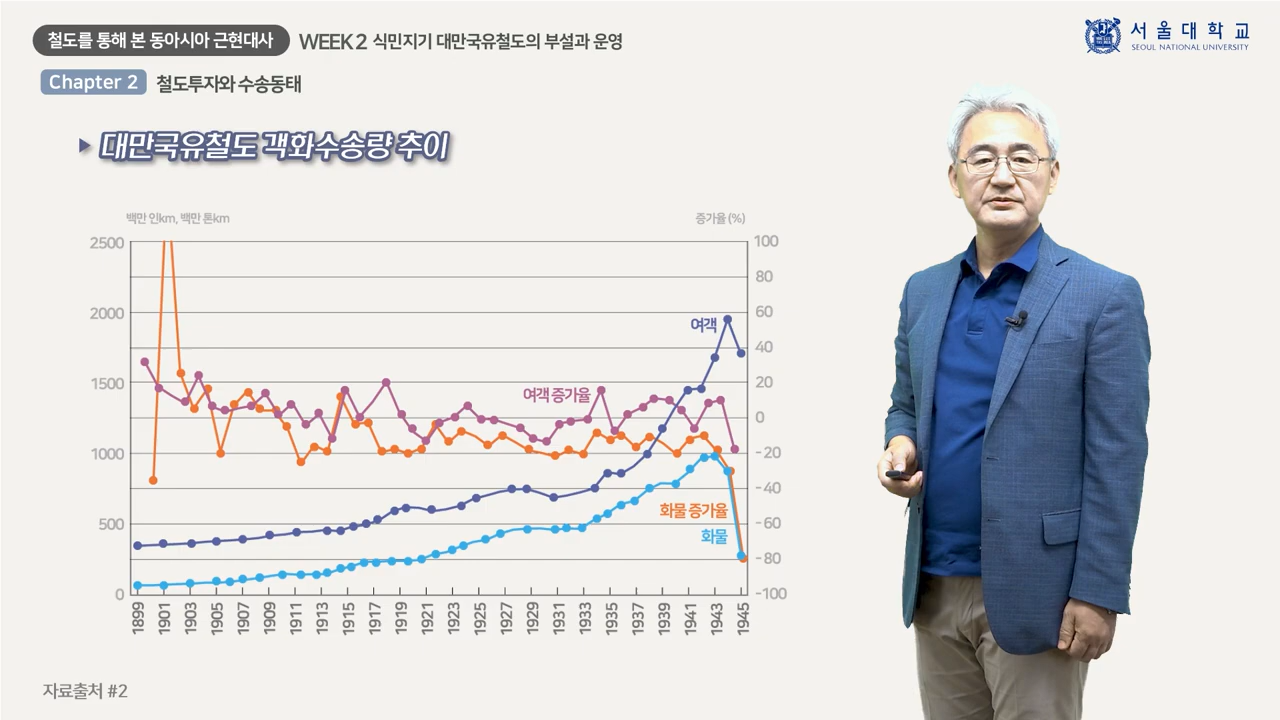 철도를 통해 본 동아시아 근현대사 WEEK 2 식민지기 대만국유철도의 부설과 운영
서울대학교
SEOUL NATIONAL UNIVERSITY
Chapter 2 철도투자와 수송동태
대만국유철도 객화수송량 추이
백만 인km, 백만 톤km
증가율 (%)
2500
2000
1500
1000
500
0
100
80
60
40
20
0
-20
-40
-60
-80
-100
여객
여객 증가율
화물 증가율
화물
1899 1901 1903 1905 1907 1909 1911 1913 1915 1917 1919 1921 1923 1925 1927 1929 1931 1933 1935 1937 1939 1941 1943 1945
자료출처 #2